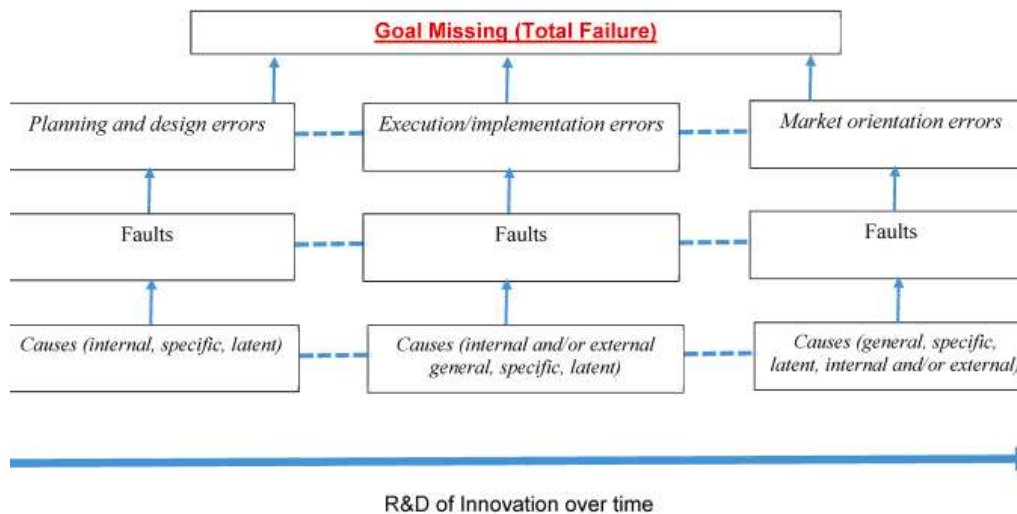 Goal Missing (Total Failure)
Planning and design errors
Execution/implementation errors
Market orientation errors
Faults
Faults
Faults
Causes (internal, specific, latent)
Causes (internal and/or external
general, specific, latent)
Causes (general, specific,
latent, internal and/or external)
R&D of Innovation over time